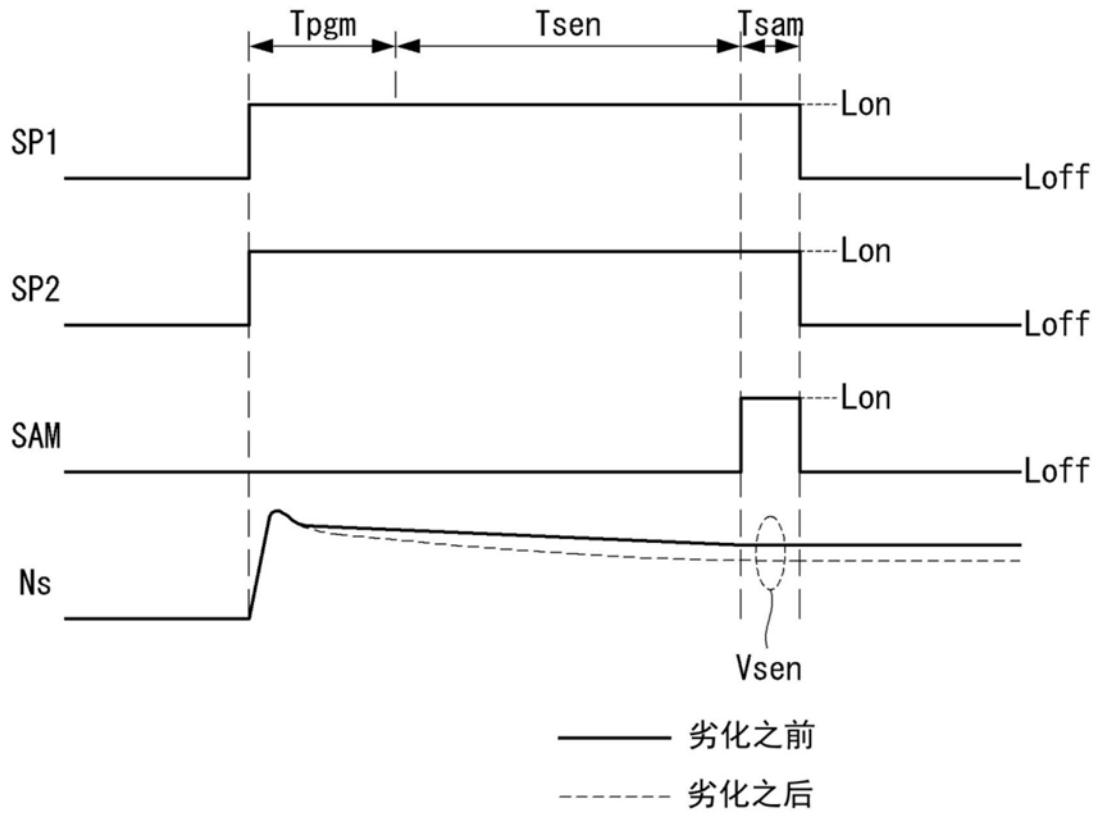 Tpgm Tsen Tsam
Lon
SP1
Loff
Lon
SP2
Loff
Lon
SAM
Loff
Ns
Vsen
劣化之前
劣化之后